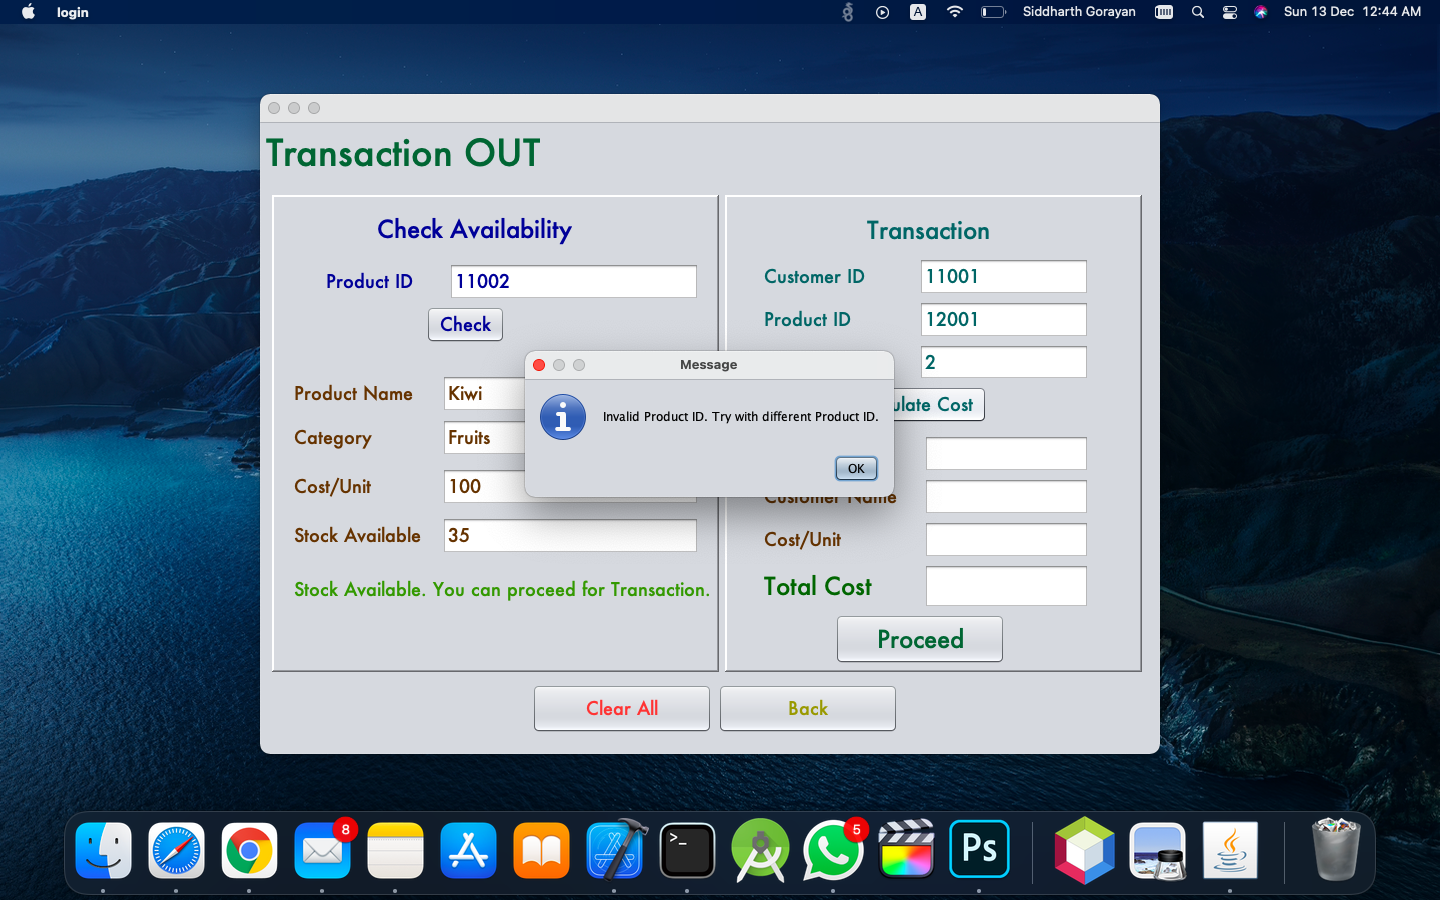 login
A
Siddharth Gorayan
Sun 13 Dec 12:44 AM
Transaction OUT
Check Availability
Product ID
11002
Check
Product Name
Kiwi
Category
Fruits
Cost/Unit
100
Stock Available
35
Stock Available. You can proceed for Transaction.
Transaction
Customer ID
11001
Product ID
12001
2
ulate Cost
Customer Name
Cost/Unit
Total Cost
Proceed
Message
Invalid Product ID. Try with different Product ID.
OK
Clear All
Back
8
>_
5
Ps